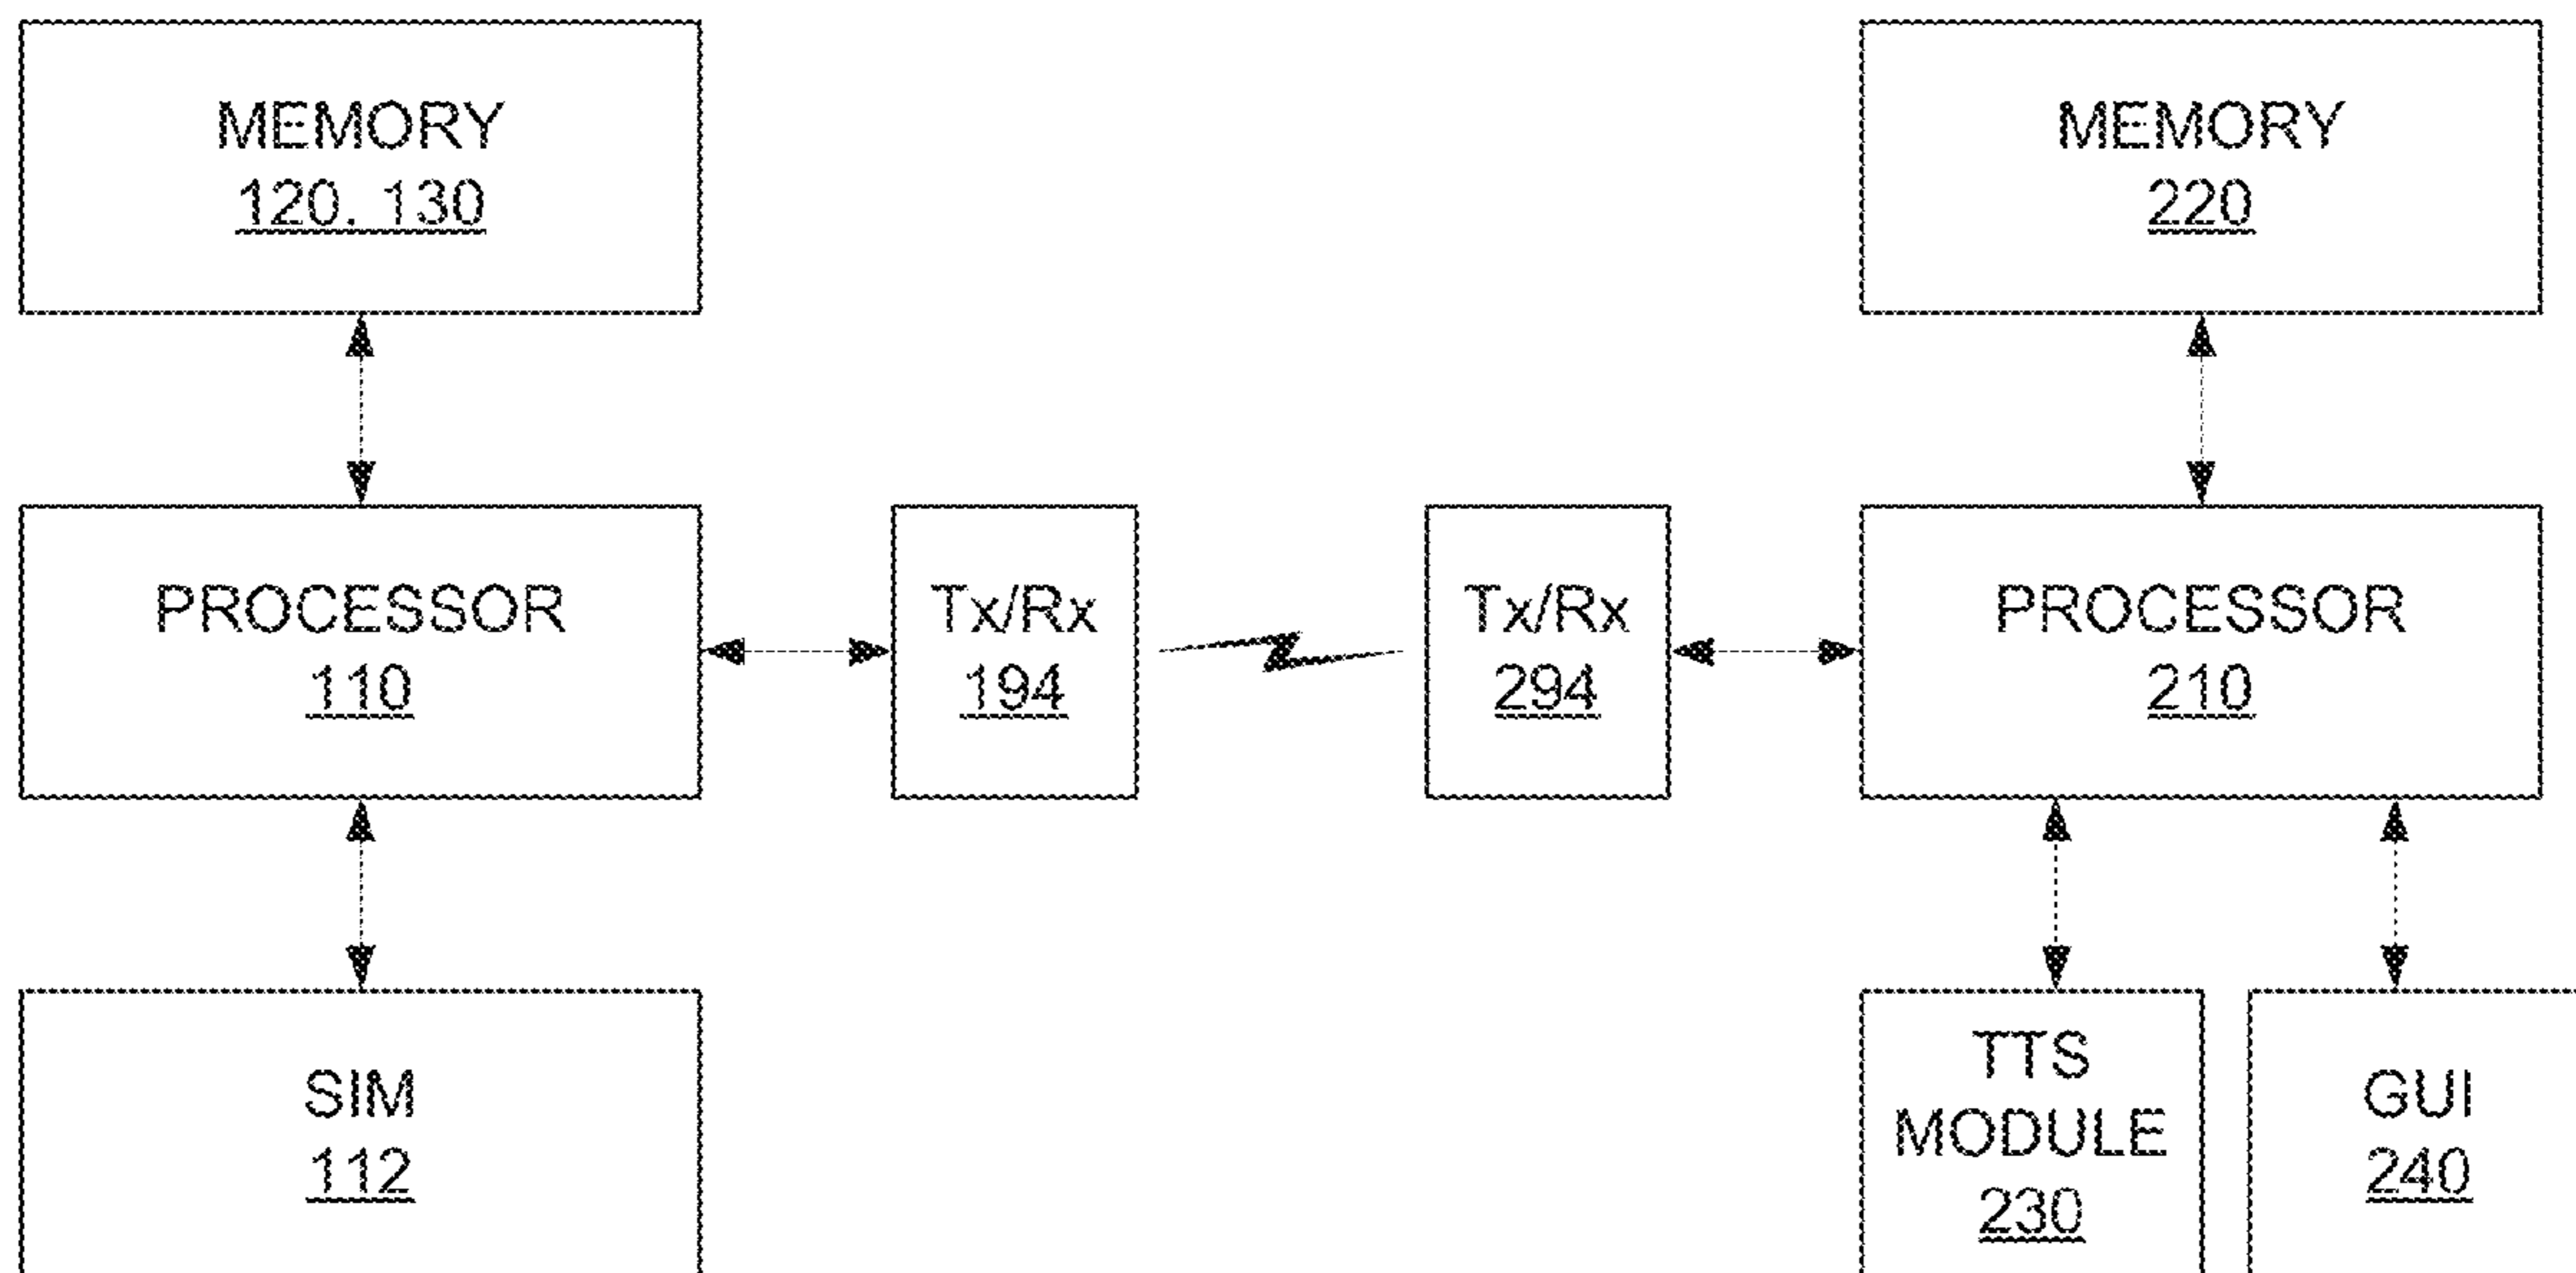 MEMORY
120, 130
MEMORY
220
PROCESSOR
110
Tx/Rx
194
Tx/Rx
294
PROCESSOR
210
SIM
112
TTS
MODULE
230
GUI
240